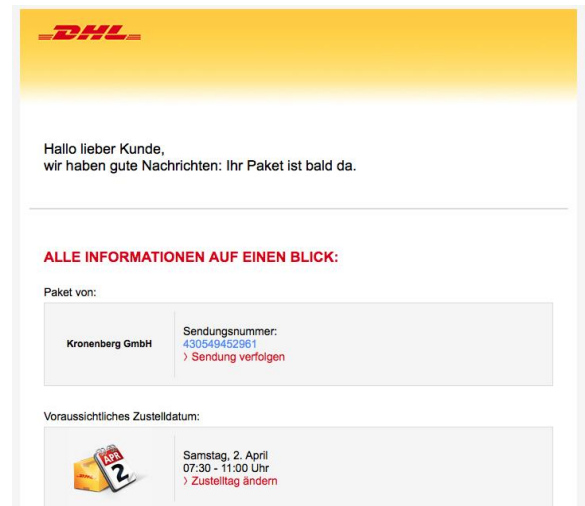 DHL
Hallo lieber Kunde,
wir haben gute Nachrichten: Ihr Paket ist bald da.
ALLE INFORMATIONEN AUF EINEN BLICK:
Paket von:
Kronenberg GmbH
Sendungsnummer:
430549452961
> Sendung verfolgen
Voraussichtliches Zustelldatum:
APR
2
Samstag, 2. April
07:30 - 11:00 Uhr
> Zustelltag ändern